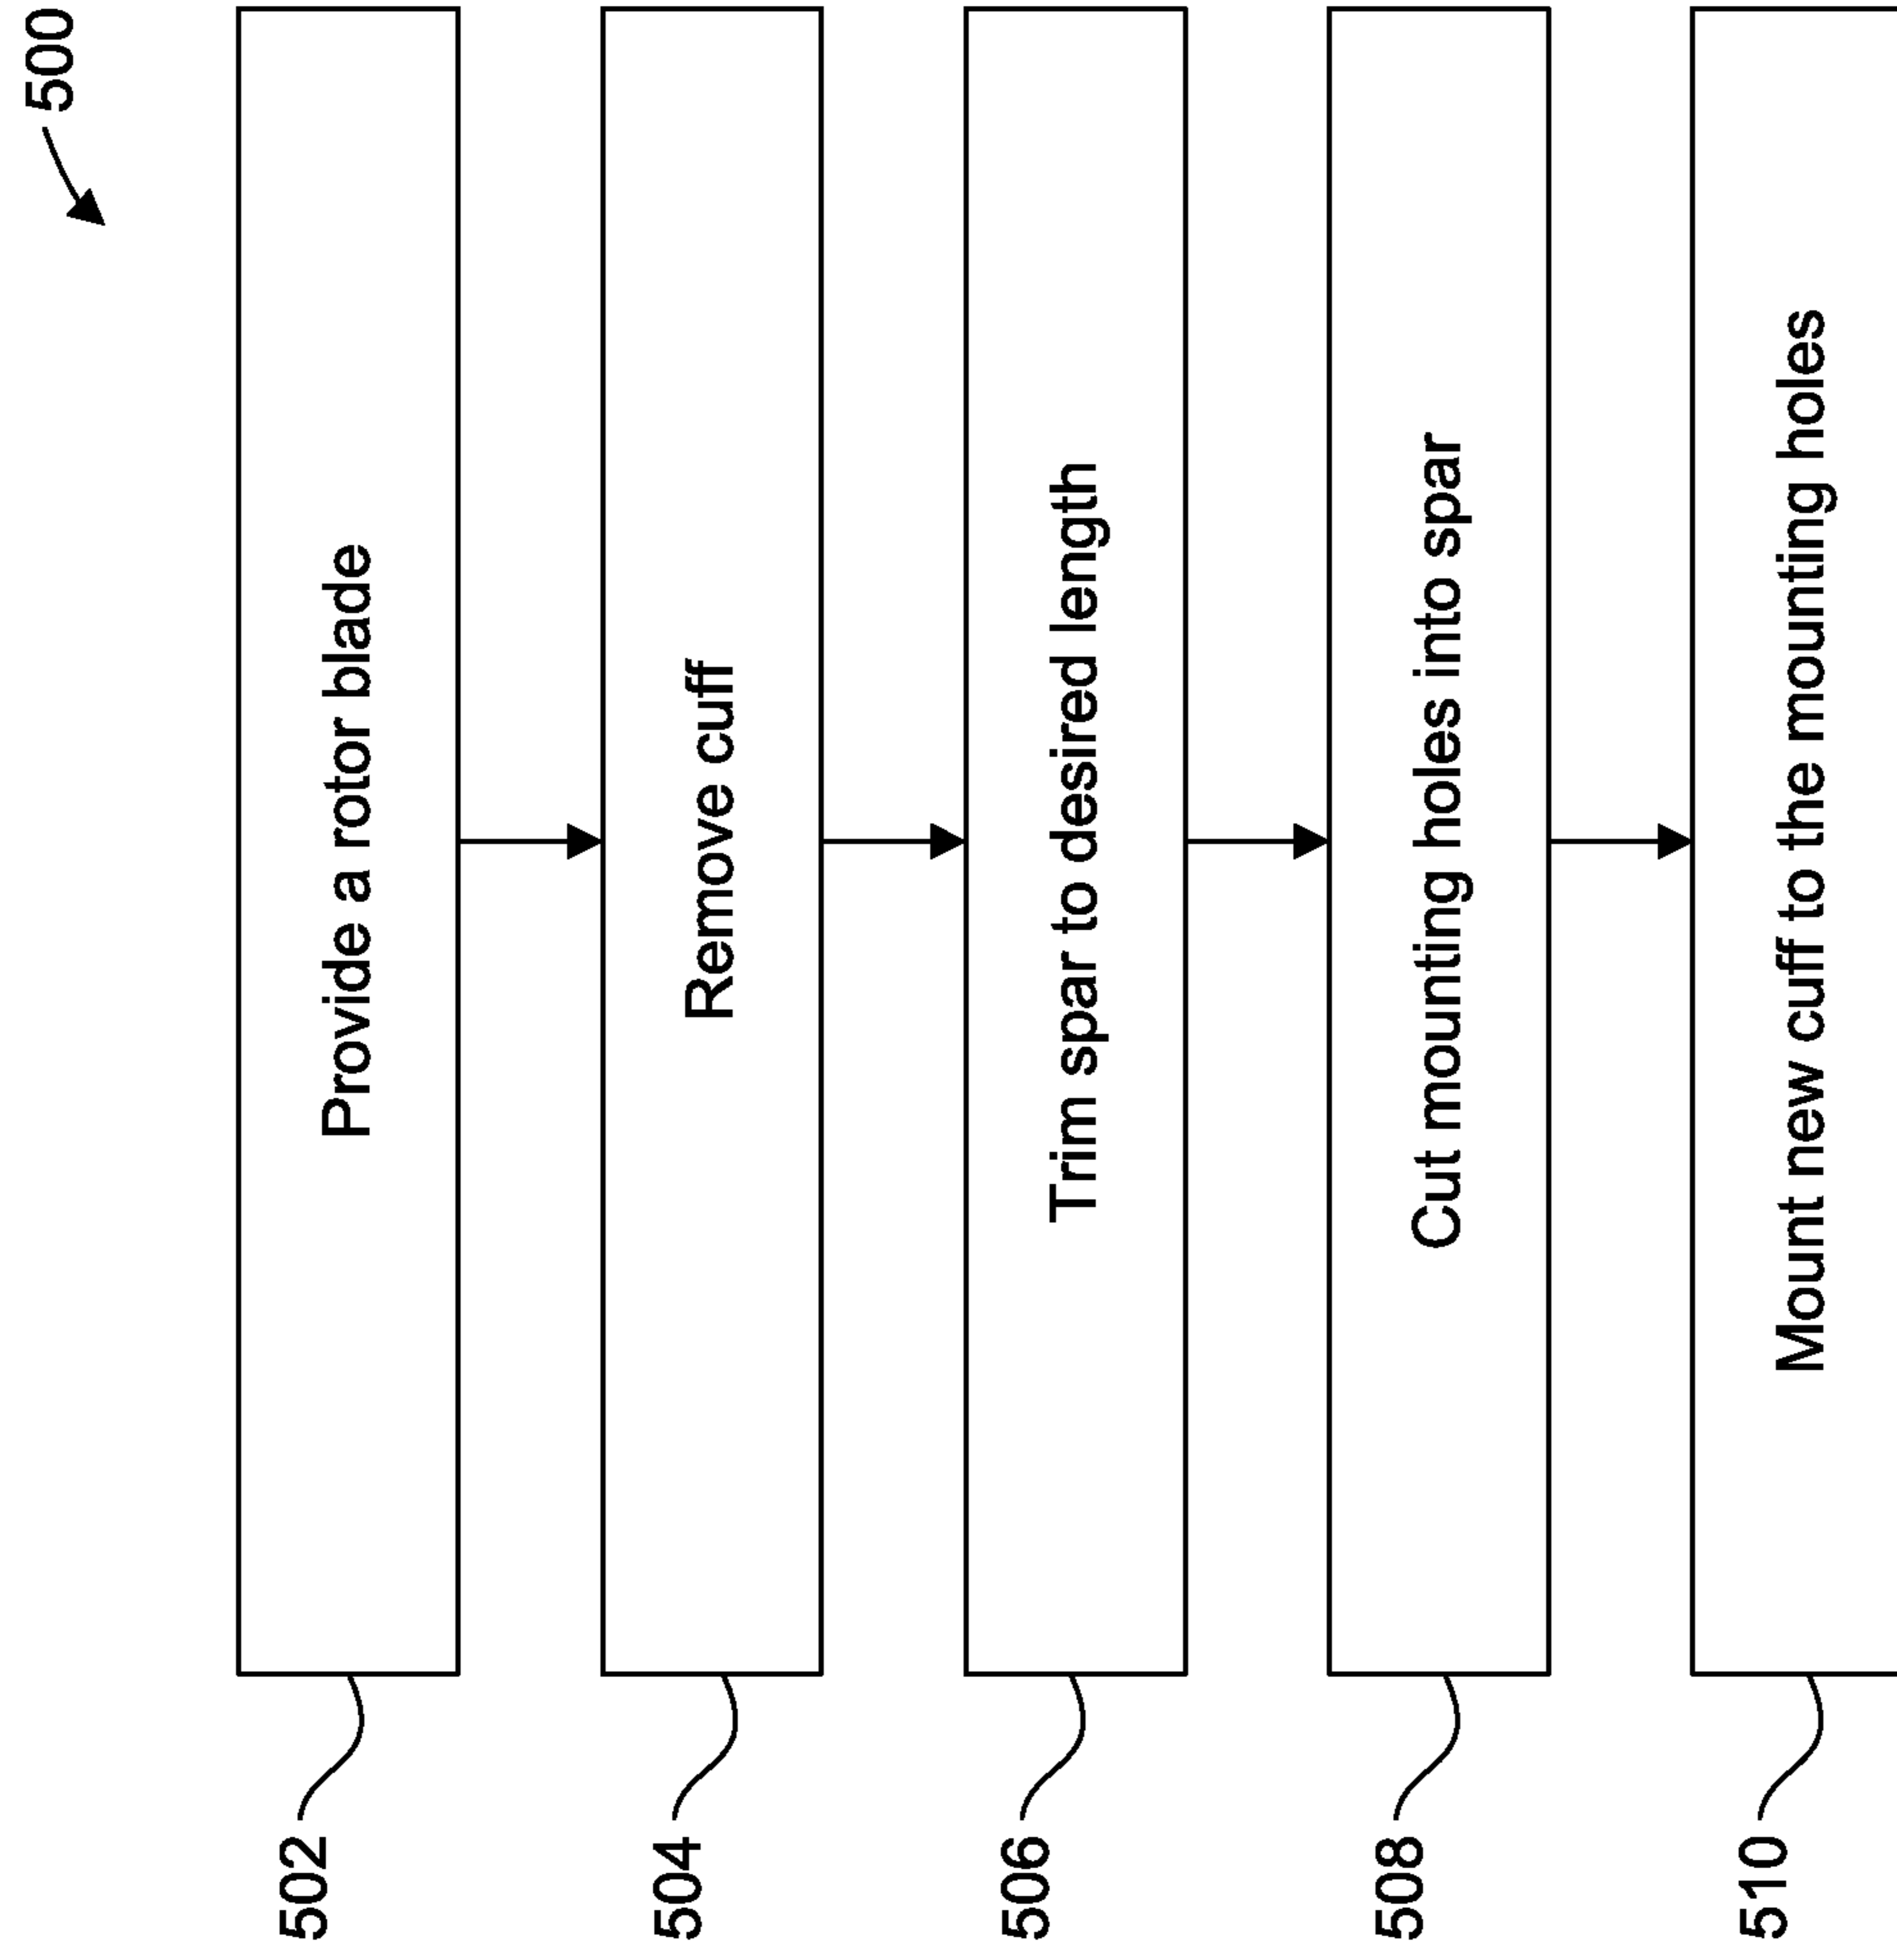 500
502
Provide a rotor blade
504
Remove cuff
506
Trim spar to desired length
508
Cut mounting holes into spar
510
Mount new cuff to the mounting holes